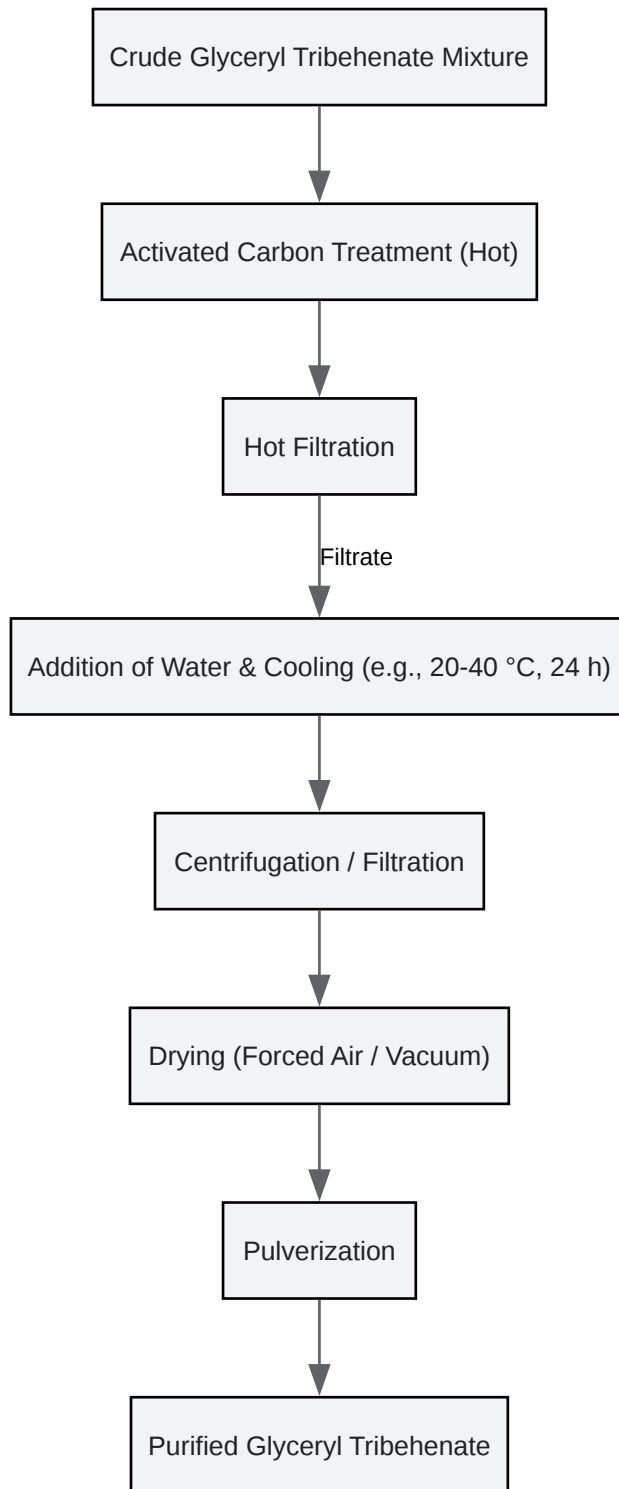 Crude Glyceryl Tribehenate Mixture
Activated Carbon Treatment (Hot)
Hot Filtration
Filtrate
Addition of Water & Cooling (e.g., 20-40 °C, 24 h)
Centrifugation / Filtration
Drying (Forced Air / Vacuum)
Pulverization
Purified Glyceryl Tribehenate